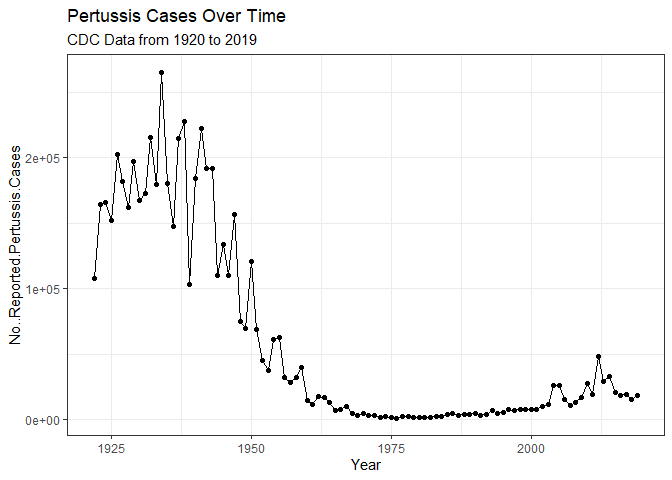 Pertussis Cases Over Time
CDC Data from 1920 to 2019
No..Reported.Pertussis.Cases
2e+05
1e+05
0e+00
1925 1950 1975 2000
Year